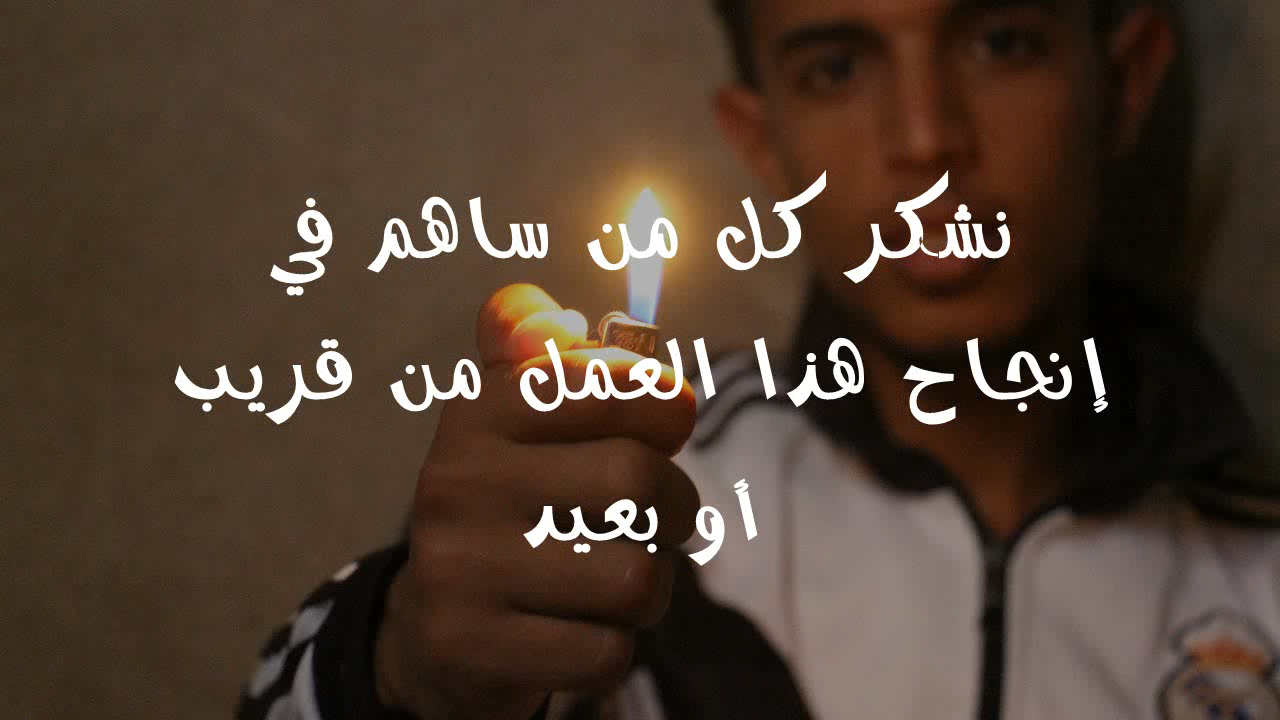 نشكر كل من ساهم في
إنجاح هذا العمل من قريب
أو بعيد